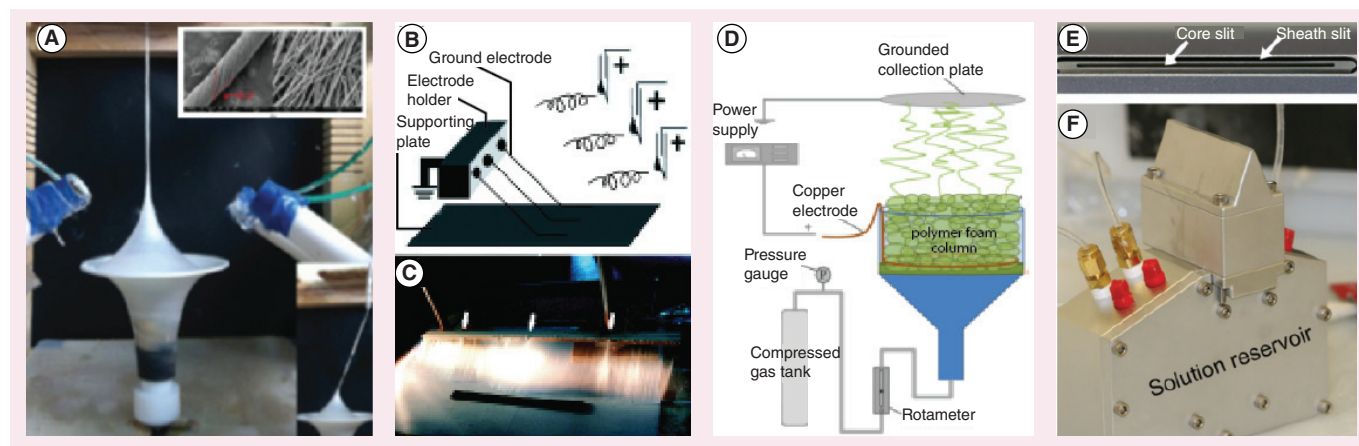 A
B
Ground electrode
Electrode
holder
Supporting
plate
+
+
+
C
D
Grounded
collection plate
Power
supply
Copper
electrode
+
polymer foam
column
Pressure
gauge
P
Compressed
gas tank
Rotameter
E
Core slit
Sheath slit
F
Solution reservoir